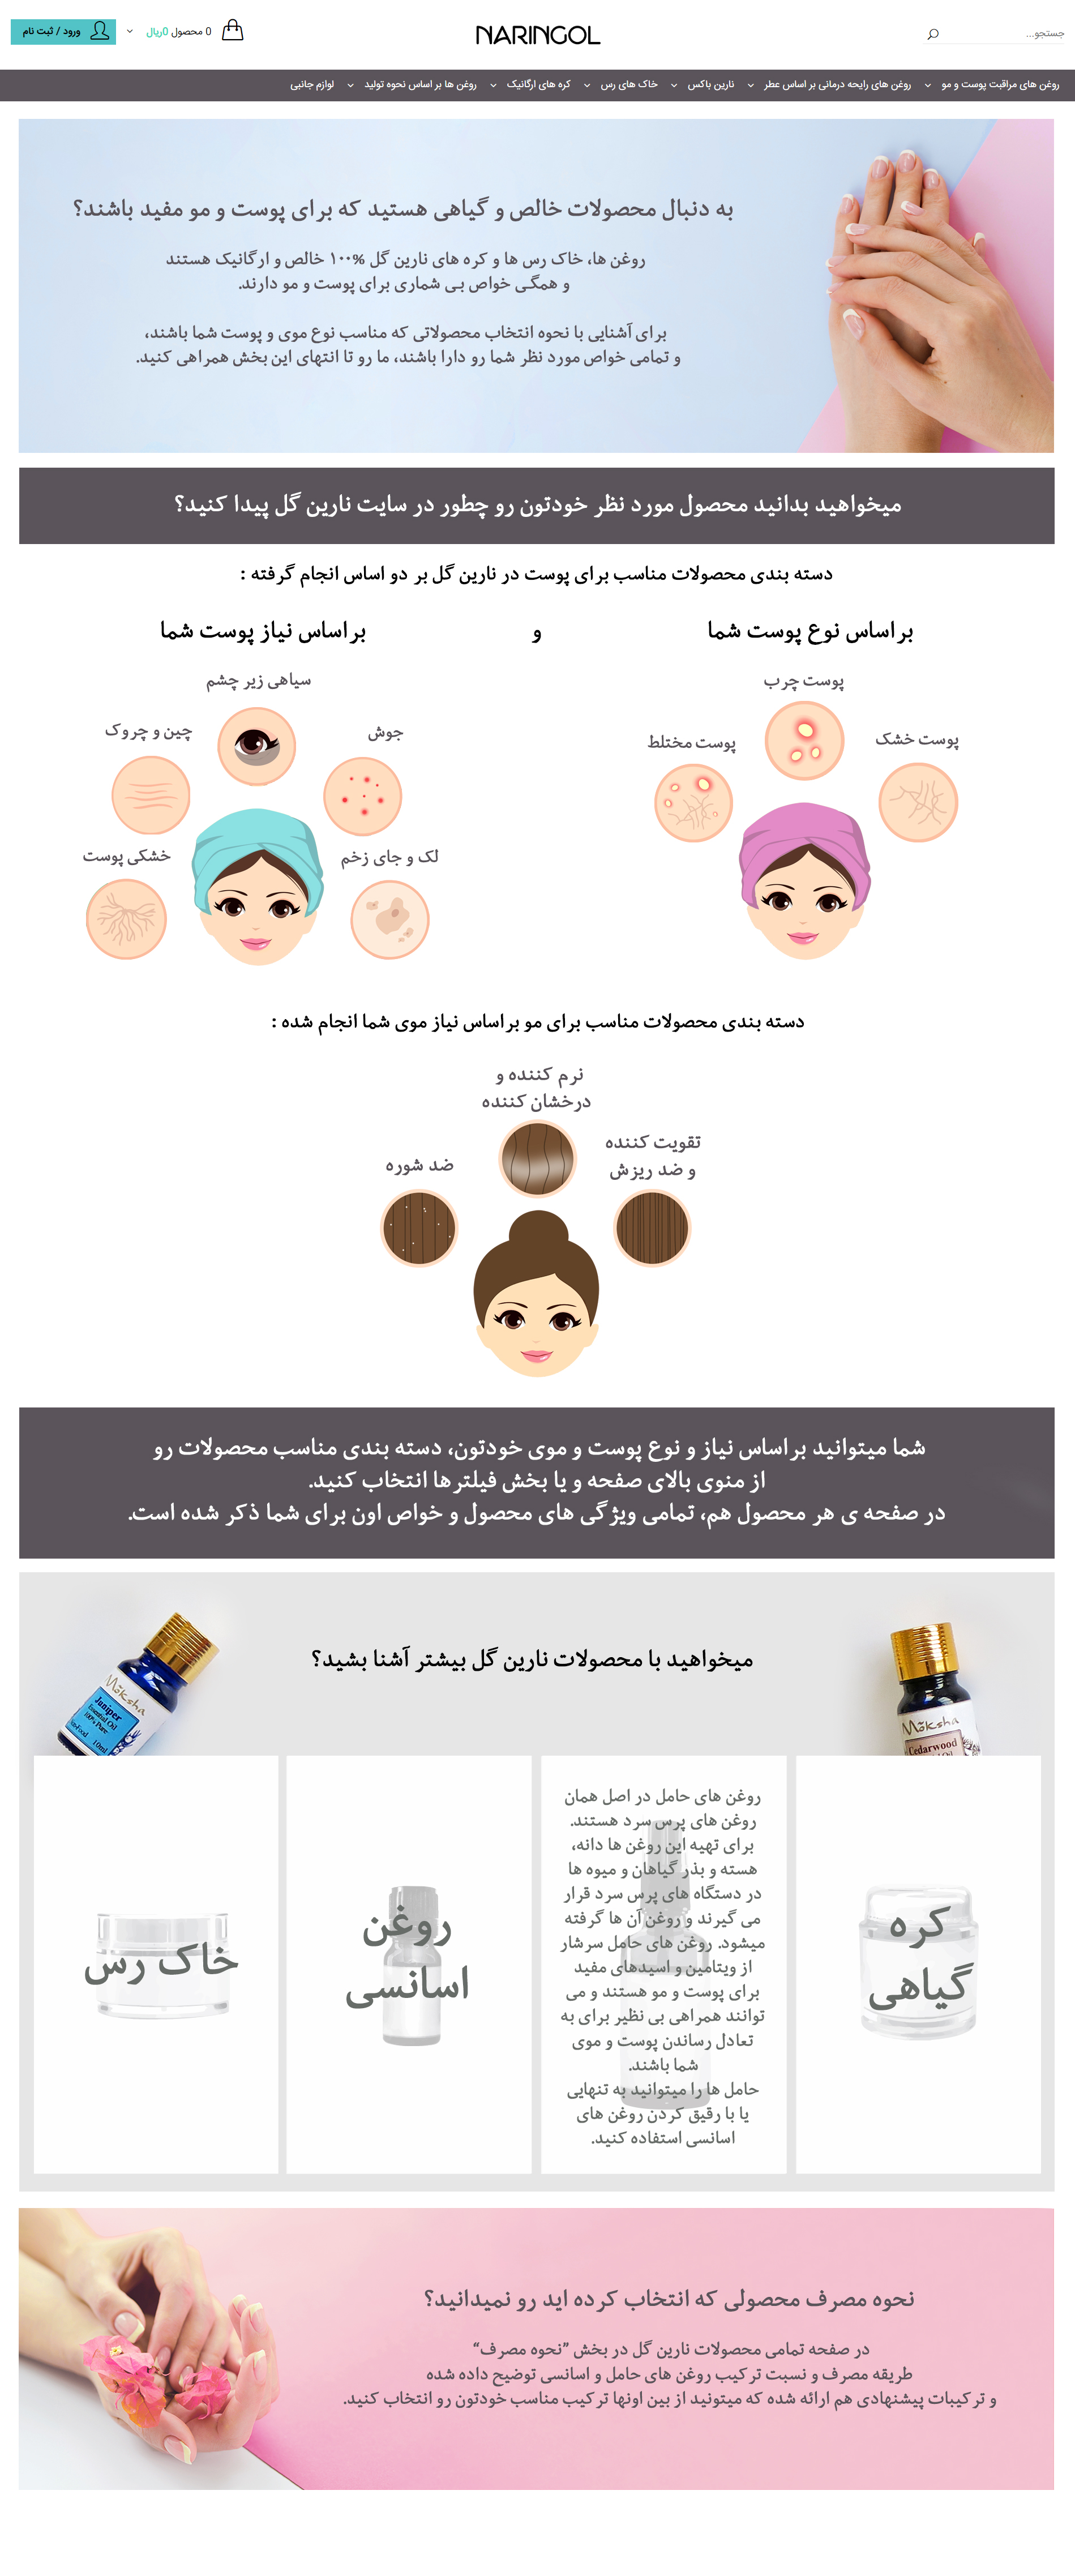 ورود / ثبت نام
0 محصول 0ریال
NARINGOL
جستجو...
روغن های مراقبت پوست و مو
روغن های رایحه درمانی بر اساس عطر
نارین باکس
خاک های رس
کره های ارگانیک
روغن ها بر اساس نحوه تولید
لوازم جانبی
به دنبال محصولات خالص و گیاهی هستید که برای پوست و مو مفید باشند؟
روغن ها، خاک رس ها و کره های نارین گل %۱۰۰ خالص و ارگانیک هستند
و همگی خواص بی شماری برای پوست و مو دارند.
برای آشنایی با نحوه انتخاب محصولاتی که مناسب نوع موی و پوست شما باشند،
و تمامی خواص مورد نظر شما رو دارا باشند، ما رو تا انتهای این بخش همراهی کنید.
میخواهید بدانید محصول مورد نظر خودتون رو چطور در سایت نارین گل پیدا کنید؟
دسته بندی محصولات مناسب برای پوست در نارین گل بر دو اساس انجام گرفته :
براساس نوع پوست شما
و
براساس نیاز پوست شما
پوست چرب
پوست خشک
پوست مختلط
سیاهی زیر چشم
جوش
چین و چروک
لک و جای زخم
خشکی پوست
دسته بندی محصولات مناسب برای مو براساس نیاز موی شما انجام شده :
نرم کننده و
درخشان کننده
تقویت کننده
و ضد ریزش
ضد شوره
شما میتوانید براساس نیاز و نوع پوست و موی خودتون، دسته بندی مناسب محصولات رو
از منوی بالای صفحه و یا بخش فیلترها انتخاب کنید.
در صفحه ی هر محصول هم، تمامی ویژگی های محصول و خواص اون برای شما ذکر شده است.
میخواهید با محصولات نارین گل بیشتر آشنا بشید؟
Moksha
Cedarwood
Moksha
Juniper
Essential Oil
100% Pure
10ml
کره
گیاهی
روغن های حامل در اصل همان
روغن های پرس سرد هستند.
برای تهیه این روغن ها دانه،
هسته و بذر گیاهان و میوه ها
در دستگاه های پرس سرد قرار
می گیرند و روغن آن ها گرفته
میشود. روغن های حامل سرشار
از ویتامین و اسیدهای مفید
برای پوست و مو هستند و می
توانند همراهی بی نظیر برای به
تعادل رساندن پوست و موی
شما باشند.
حامل ها را میتوانید به تنهایی
یا با رقیق کردن روغن های
اسانسی استفاده کنید.
روغن
اسانسی
خاک رس
نحوه مصرف محصولی که انتخاب کرده اید رو نمیدانید؟
در صفحه تمامی محصولات نارین گل در بخش ”نحوه مصرف“
طریقه مصرف و نسبت ترکیب روغن های حامل و اسانسی توضیح داده شده
و ترکیبات پیشنهادی هم ارائه شده که میتونید از بین اونها ترکیب مناسب خودتون رو انتخاب کنید.